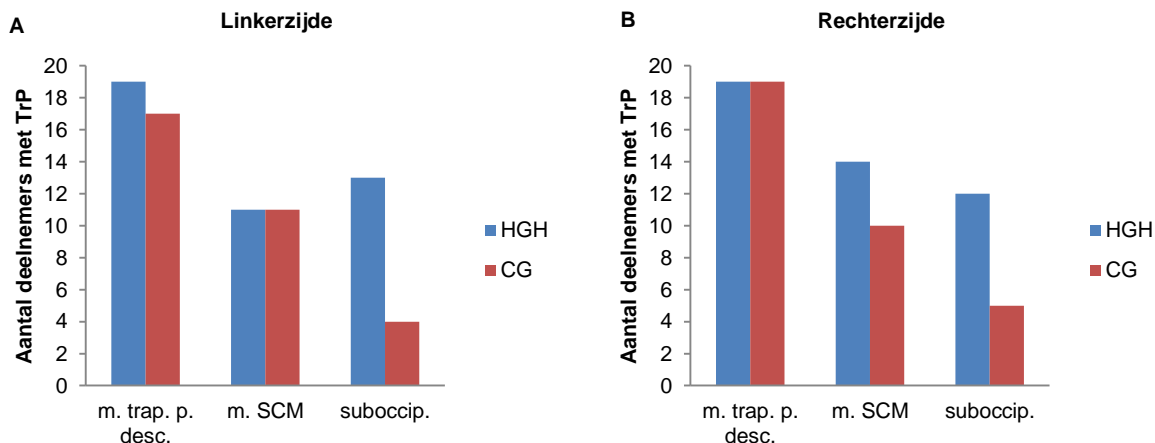 A
Linkerzijde
Aantal deelnemers met TrP
20
18
16
14
12
10
8
6
4
2
0
m. trap. p. desc.
m. SCM
suboccip.
HGH
CG
B
Rechterzijde
Aantal deelnemers met TrP
20
18
16
14
12
10
8
6
4
2
0
m. trap. p. desc.
m. SCM
suboccip.
HGH
CG